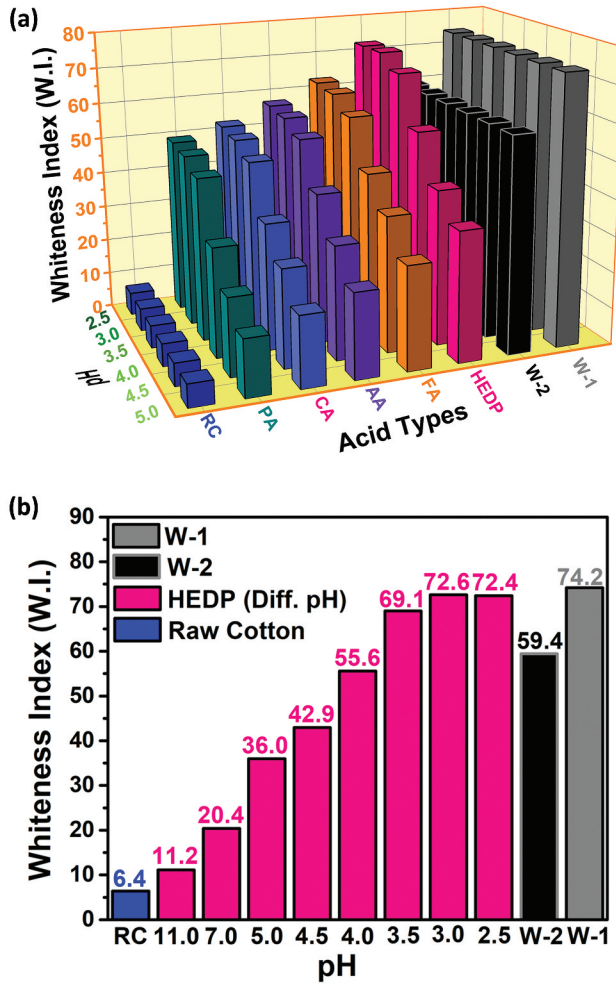 (a)
80
70
60
50
40
30
20
10
0
Whiteness Index (W.I.)
2.5
3.0
3.5
4.0
4.5
5.0
pH
RC
PA
CA
AA
FA
HEDP
W-2
W-1
Acid Types
(b)
90
80
70
60
50
40
30
20
10
0
Whiteness Index (W.I.)
W-1
W-2
HEDP (Diff. pH)
Raw Cotton
6.4
11.2
20.4
36.0
42.9
55.6
69.1
72.6
72.4
59.4
74.2
RC 11.0 7.0 5.0 4.5 4.0 3.5 3.0 2.5 W-2 W-1
pH